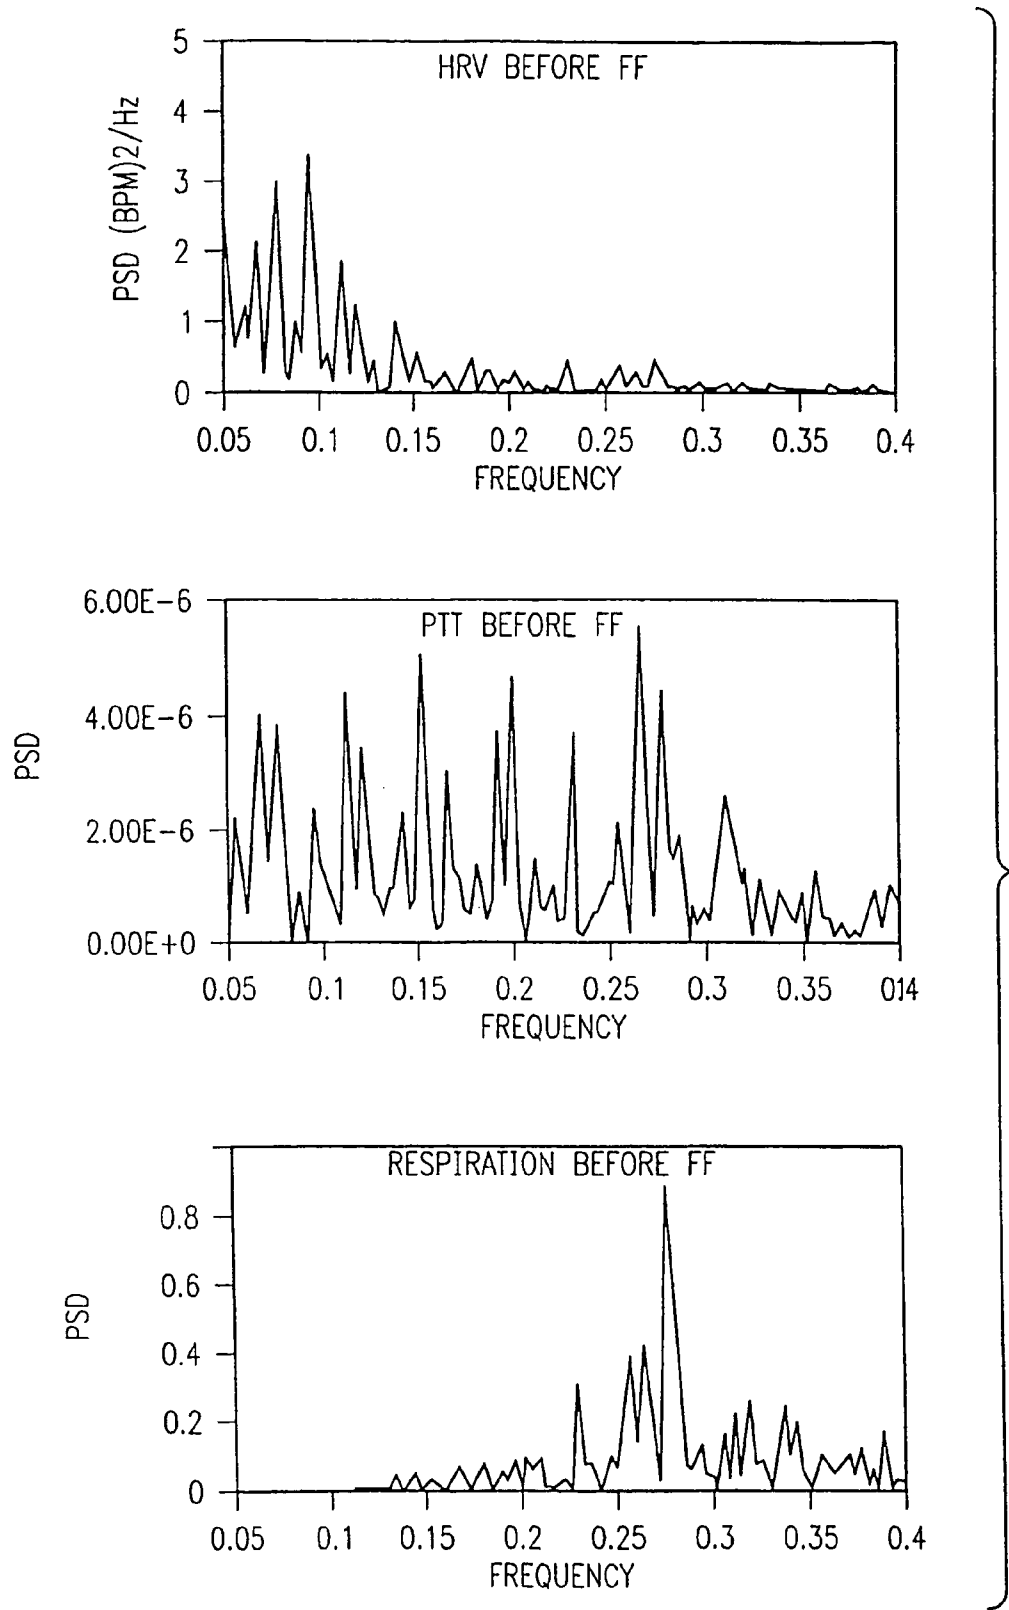 HRV BEFORE FF
PSD (BPM)2/Hz
5
4
3
2
1
0
0.05 0.1 0.15 0.2 0.25 0.3 0.35 0.4
FREQUENCY
PTT BEFORE FF
PSD
6.00E-6
4.00E-6
2.00E-6
0.00E+0
0.05 0.1 0.15 0.2 0.25 0.3 0.35 014
FREQUENCY
RESPIRATION BEFORE FF
PSD
0.8
0.6
0.4
0.2
0
0.05 0.1 0.15 0.2 0.25 0.3 0.35 0.4
FREQUENCY